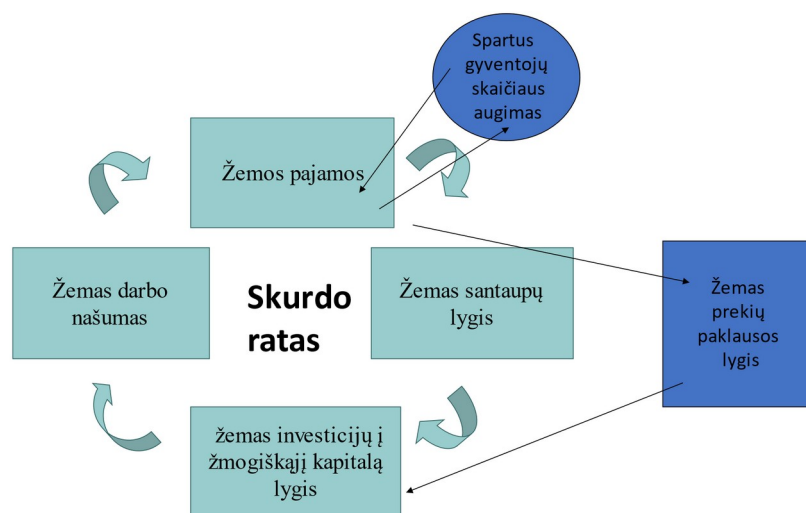 Spartus
gyventojų
skaičiaus
augimas
Žemos pajamos
Žemas darbo
našumas
Skurdo
ratas
Žemas santaupų
lygis
Žemas
prekių
paklausos
lygis
žemas investicijų į
žmogiškąjį kapitalą
lygis